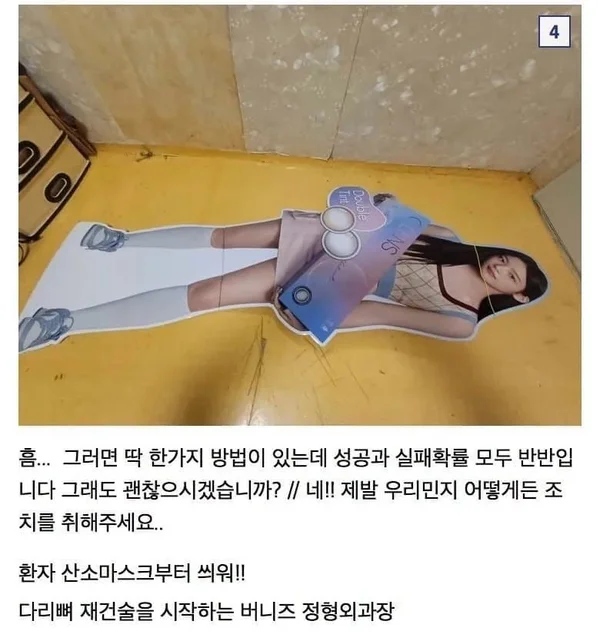 4
Double
Tint
흠... 그러면 딱 한가지 방법이 있는데 성공과 실패확률 모두 반반입
니다 그래도 괜찮으시겠습니까? // 네!! 제발 우리민지 어떻게든 조
치를 취해주세요..
환자 산소마스크부터 씌워!!
다리뼈 재건술을 시작하는 버니즈 정형외과장